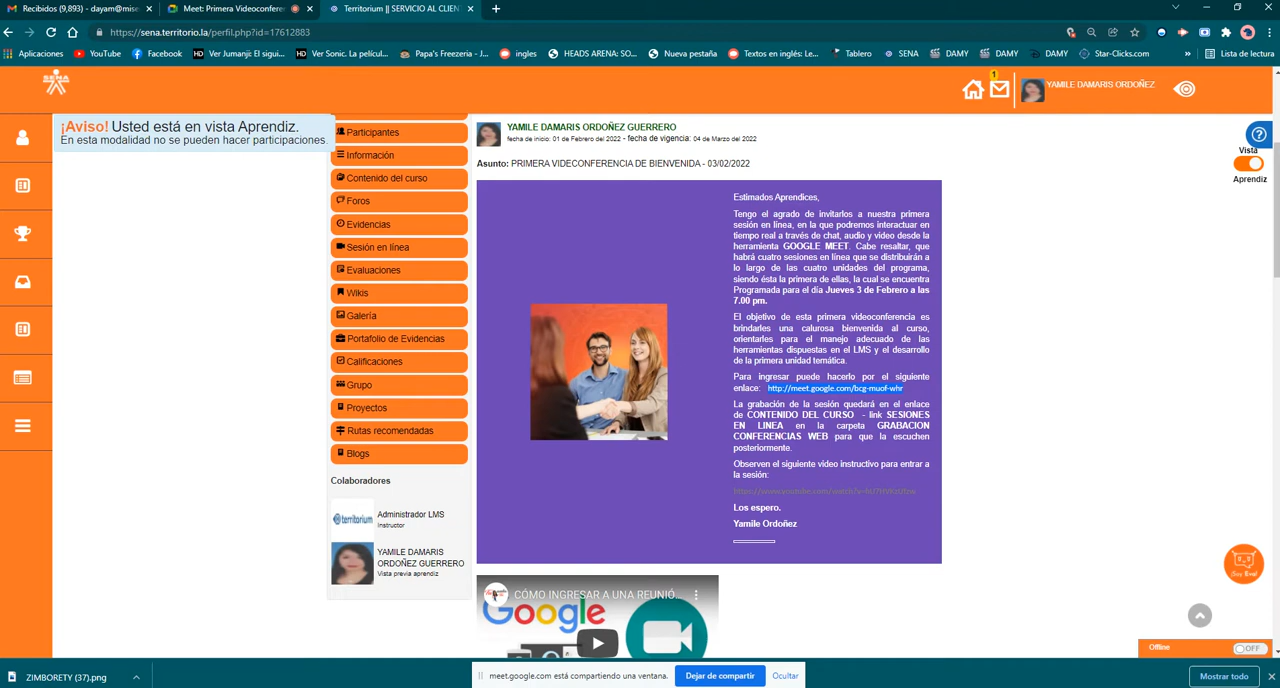 Recibidos (9,893) - dayam@mise
Meet: Primera Videoconferen
Territorium || SERVICIO AL CLIEN
https://sena.territorio.la/perfil.php?id=17612883
Aplicaciones
YouTube
Facebook
HD Ver Jumanji: El sigui...
HD Ver Sonic. La película...
Papa's Freezeria - J...
ingles
HEADS ARENA: SO...
Nueva pestaña
Textos en inglés: Le...
Tablero
SENA
DAMY
DAMY
DAMY
Star-Clicks.com
»
Lista de lectura
SENA
1
YAMILE DAMARIS ORDOÑEZ
¡Aviso! Usted está en vista Aprendiz.
En esta modalidad no se pueden hacer participaciones.
Vista
Aprendiz
Participantes
Información
Contenido del curso
Foros
Evidencias
Sesión en línea
Evaluaciones
Wikis
Galería
Portafolio de Evidencias
Calificaciones
Grupo
Proyectos
Rutas recomendadas
Blogs
Colaboradores
territorium
Administrador LMS
Instructor
YAMILE DAMARIS
ORDOÑEZ GUERRERO
Vista previa aprendiz
YAMILE DAMARIS ORDOÑEZ GUERRERO
fecha de inicio: 01 de Febrero del 2022 - fecha de vigencia: 04 de Marzo del 2022
Asunto: PRIMERA VIDECONFERENCIA DE BIENVENIDA - 03/02/2022
Estimados Aprendices,
Tengo el agrado de invitarlos a nuestra primera
sesión en línea, en la que podremos interactuar en
tiempo real a través de chat, audio y video desde la
herramienta GOOGLE MEET. Cabe resaltar, que
habrá cuatro sesiones en línea que se distribuirán a
lo largo de las cuatro unidades del programa,
siendo ésta la primera de ellas, la cual se encuentra
Programada para el día Jueves 3 de Febrero a las
7.00 pm.
El objetivo de esta primera videoconferencia es
brindarles una calurosa bienvenida al curso,
orientarles para el manejo adecuado de las
herramientas dispuestas en el LMS y el desarrollo
de la primera unidad temática.
Para ingresar puede hacerlo por el siguiente
enlace: http://meet.google.com/bcg-muof-whr
La grabación de la sesión quedará en el enlace
de CONTENIDO DEL CURSO - link SESIONES
EN LINEA en la carpeta GRABACION
CONFERENCIAS WEB para que la escuchen
posteriormente.
Observen el siguiente video instructivo para entrar a
la sesión:
Los espero.
Yamile Ordoñez
CÓMO INGRESAR A UNA REUNIÓ...
Google
¡Soy Eva!
Offline
OFF
ZIMBORETY (37).png
meet.google.com está compartiendo una ventana.
Dejar de compartir
Ocultar
Mostrar todo